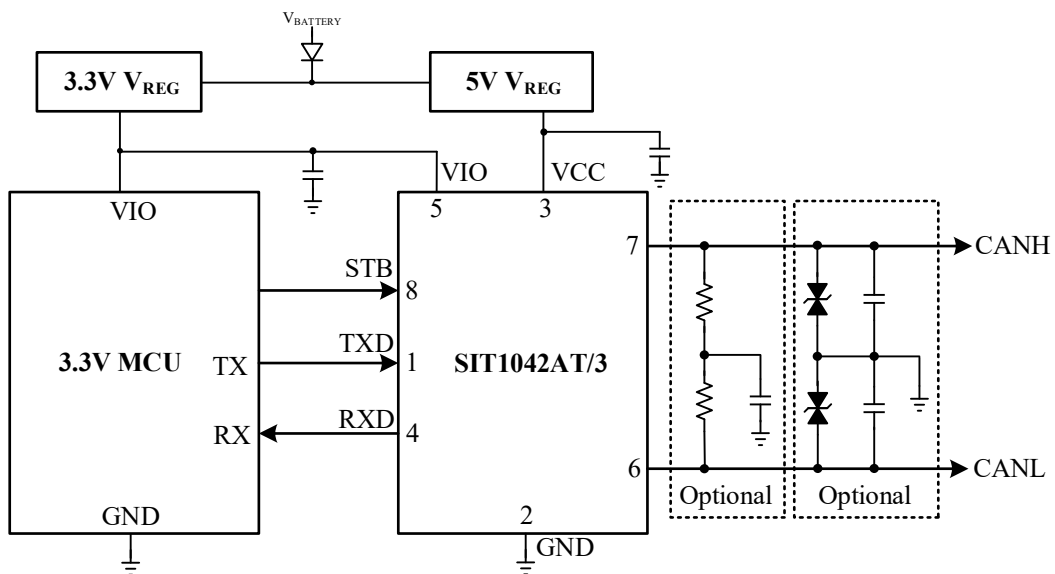 VBATTERY
3.3V VREG
5V VREG
VIO
VCC
VIO
5
3
7
CANH
STB
8
3.3V MCU
TX
TXD
1
SIT1042AT/3
RX
RXD
4
6
CANL
Optional
Optional
GND
2
GND